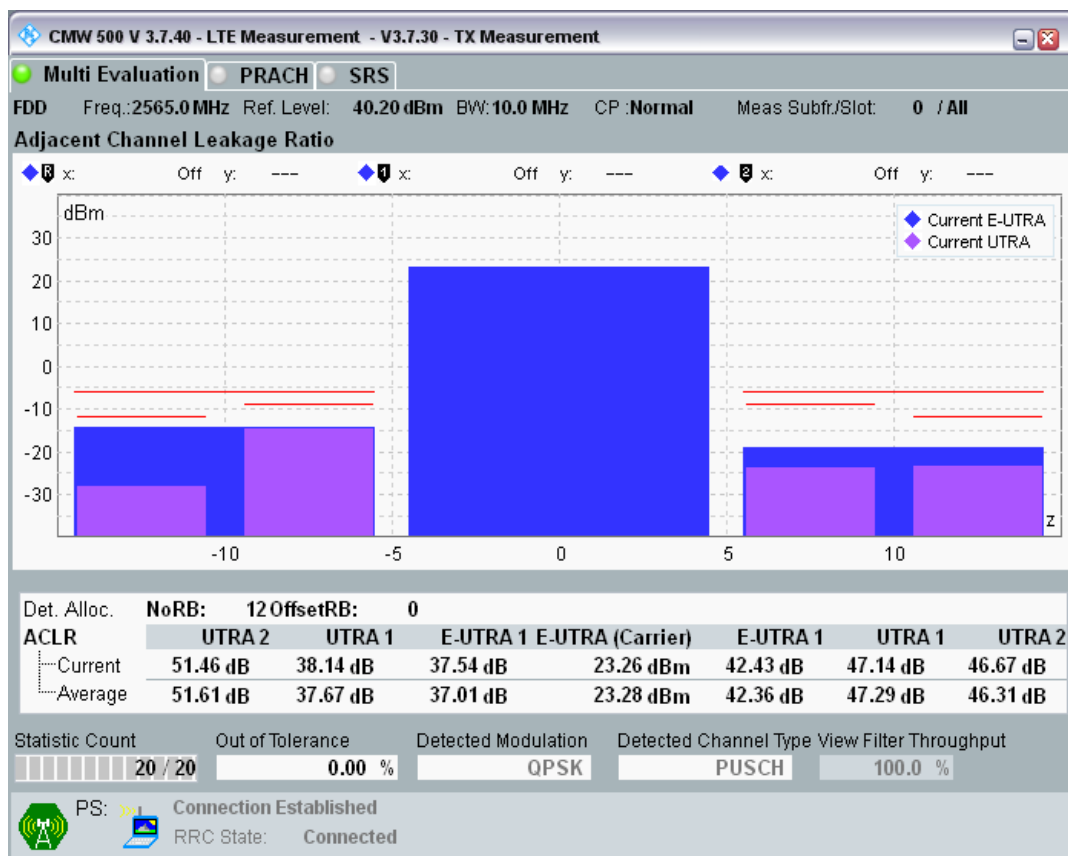 CMW 500 V 3.7.40 - LTE Measurement - V3.7.30 - TX Measurement
Multi Evaluation PRACH SRS
FDD Freq.:2565.0 MHz Ref. Level: 40.20 dBm BW:10.0 MHz CP :Normal Meas Subfr./Slot: 0 / All
Adjacent Channel Leakage Ratio
R x: Off y: --- 1 x: Off y: --- 2 x: Off y: ---
dBm
Current E-UTRA
Current UTRA
30
20
10
0
-10
-20
-30
z
-10 -5 0 5 10
Det. Alloc. NoRB: 12 OffsetRB: 0
ACLR UTRA 2 UTRA 1 E-UTRA 1 E-UTRA (Carrier) E-UTRA 1 UTRA 1 UTRA 2
Current 51.46 dB 38.14 dB 37.54 dB 23.26 dBm 42.43 dB 47.14 dB 46.67 dB
Average 51.61 dB 37.67 dB 37.01 dB 23.28 dBm 42.36 dB 47.29 dB 46.31 dB
Statistic Count Out of Tolerance Detected Modulation Detected Channel Type View Filter Throughput
20 / 20 0.00 % QPSK PUSCH 100.0 %
PS: Connection Established
RRC State: Connected